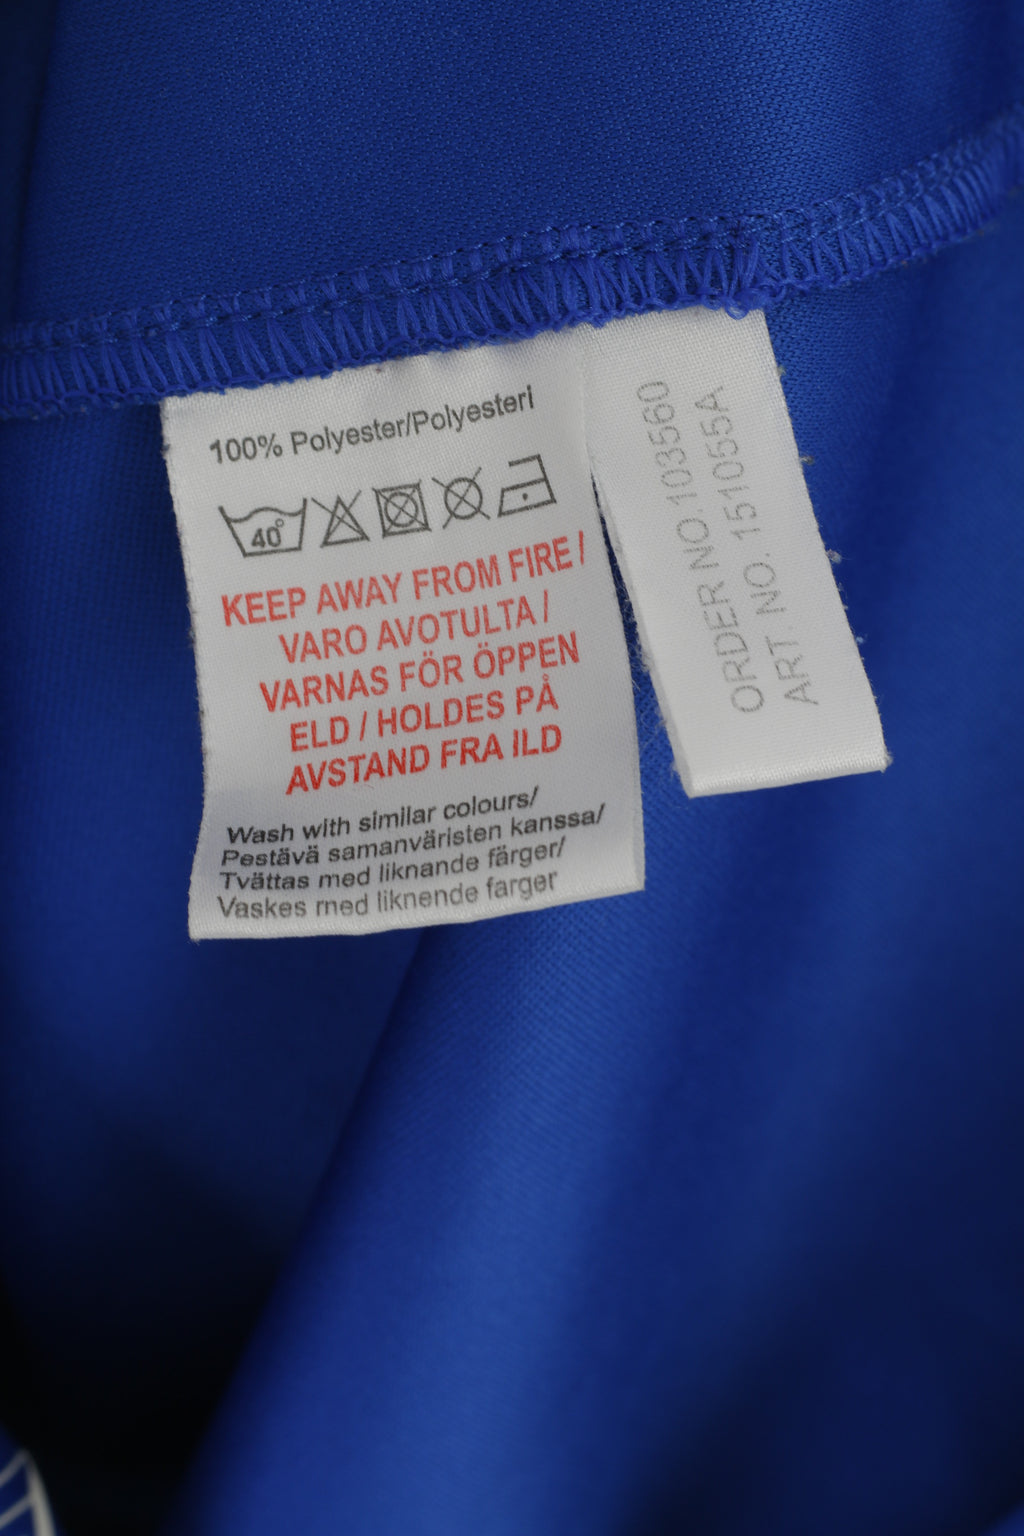 100% Polyester/Polyesteri
40°
KEEP AWAY FROM FIRE /
VARO AVOTULTA /
VARNAS FÖR ÖPPEN
ELD / HOLDES PÅ
AVSTAND FRA ILD
Wash with similar colours/
Pestävä samanväristen kanssa/
Tvättas med liknande färger/
Vaskes med liknende farger
ORDER NO.103560
ART. NO. 151055A